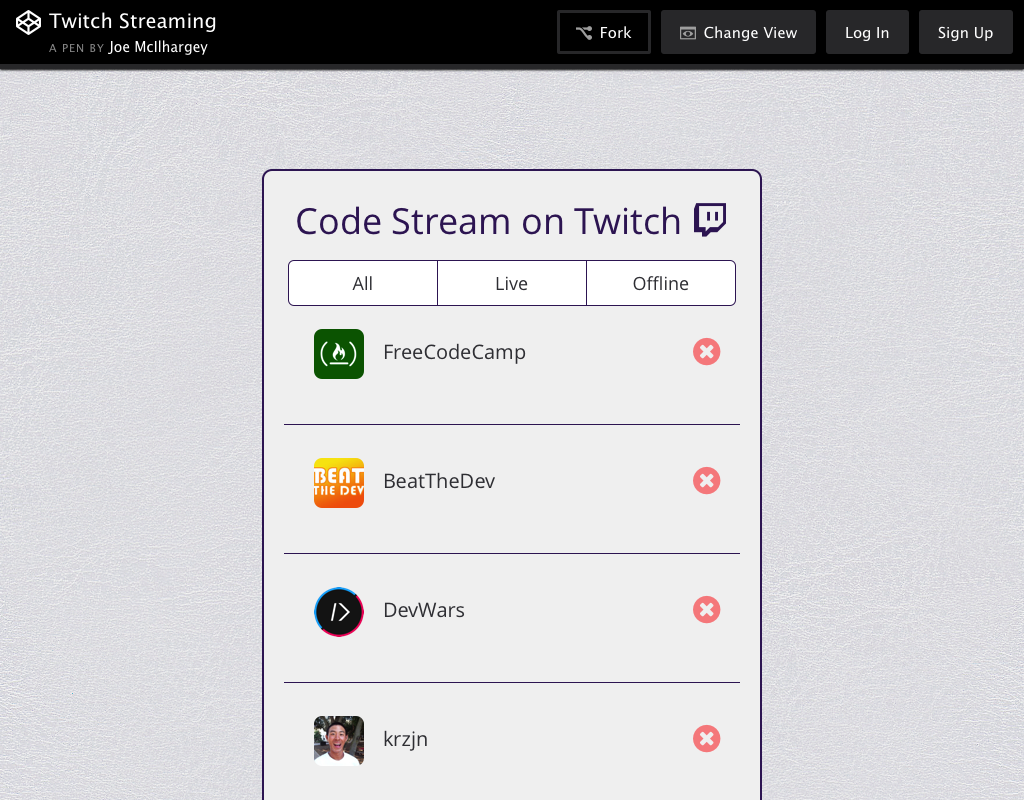 Twitch Streaming
A PEN BY Joe McIlhargey
Fork
Change View
Log In
Sign Up
Code Stream on Twitch
All
Live
Offline
FreeCodeCamp
BEAT
THE DEV
BeatTheDev
DevWars
krzjn